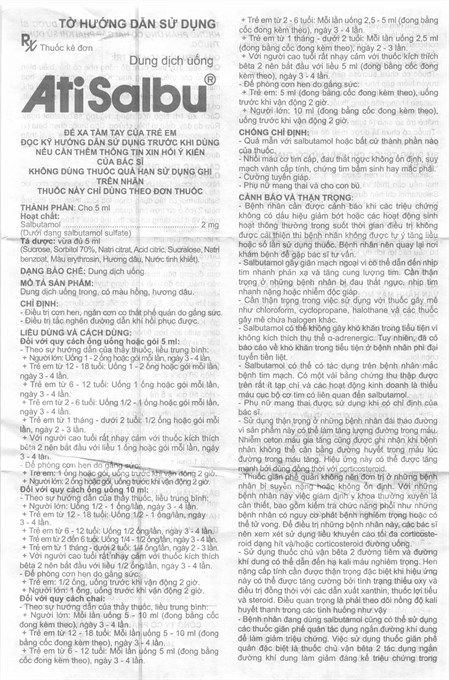 TỜ HƯỚNG DẪN SỬ DỤNG
Rx Thuốc kê đơn
Dung dịch uống
AtiSalbu®
ĐỂ XA TẦM TAY CỦA TRẺ EM
ĐỌC KỸ HƯỚNG DẪN SỬ DỤNG TRƯỚC KHI DÙNG
NẾU CẦN THÊM THÔNG TIN XIN HỎI Ý KIẾN
CỦA BÁC SĨ
KHÔNG DÙNG THUỐC QUÁ HẠN SỬ DỤNG GHI
TRÊN NHÃN
THUỐC NÀY CHỈ DÙNG THEO ĐƠN THUỐC
THÀNH PHẦN: Cho 5 ml
Hoạt chất:
Salbutamol ........ 2 mg
(Dưới dạng salbutamol sulfate)
Tá dược: vừa đủ 5 ml
(Sucrose, Sorbitol 70%, Natri citrat, Acid citric, Sucralose, Natri
benzoat, Màu erythrosin, Hương dâu, Nước tinh khiết).
DẠNG BÀO CHẾ: Dung dịch uống.
MÔ TẢ SẢN PHẨM:
Dung dịch uống trong, có màu hồng, hương dâu.
CHỈ ĐỊNH:
- Điều trị cơn hen, ngăn cơn co thắt phế quản do gắng sức.
- Điều trị tắc nghẽn đường dẫn khí hồi phục được.
LIỀU DÙNG VÀ CÁCH DÙNG:
Đối với quy cách ống uống hoặc gói 5 ml:
- Theo sự hướng dẫn của thầy thuốc, liều trung bình:
+ Người lớn: Uống 1 - 2 ống hoặc gói mỗi lần, ngày 3 - 4 lần.
+ Trẻ em từ 12 - 18 tuổi: Uống 1 - 2 ống hoặc gói mỗi lần,
ngày 3 - 4 lần.
+ Trẻ em từ 6 - 12 tuổi: Uống 1 ống hoặc gói mỗi lần,
ngày 3 - 4 lần.
+ Trẻ em từ 2 - 6 tuổi: Uống 1/2 - 1 ống hoặc gói mỗi lần,
ngày 3 - 4 lần.
+ Trẻ em từ 1 tháng - dưới 2 tuổi: 1/2 ống hoặc gói mỗi
lần, ngày 2 - 3 lần.
+ Với người cao tuổi rất nhạy cảm với thuốc kích thích
bêta 2 nên bắt đầu với liều 1 ống hoặc gói mỗi lần, ngày
3 - 4 lần.
- Để phòng cơn hen do gắng sức:
+ Trẻ em: 1 ống hoặc gói, uống trước khi vận động 2 giờ.
+ Người lớn: 2 ống hoặc gói, uống trước khi vận động 2 giờ.
Đối với quy cách ống uống 10 ml:
- Theo sự hướng dẫn của thầy thuốc, liều trung bình:
+ Người lớn: Uống 1/2 - 1 ống/lần, ngày 3 - 4 lần.
+ Trẻ em từ 12 - 18 tuổi: Uống 1/2 - 1 ống/lần, ngày
3 - 4 lần.
+ Trẻ em từ 6 - 12 tuổi: Uống 1/2 ống/lần, ngày 3 - 4 lần.
+ Trẻ em từ 2 đến 6 tuổi: Uống 1/4 - 1/2 ống/lần, ngày 3 - 4 lần.
+ Trẻ em từ 1 tháng - dưới 2 tuổi: 1/4 ống/lần, ngày 2 - 3 lần.
+ Với người cao tuổi rất nhạy cảm với thuốc kích thích
bêta 2 nên bắt đầu với liều 1/2 ống/lần, ngày 3 - 4 lần.
- Để phòng cơn hen do gắng sức:
+ Trẻ em: 1/2 ống, uống trước khi vận động 2 giờ.
+ Người lớn: 1 ống, uống trước khi vận động 2 giờ.
Đối với quy cách chai:
- Theo sự hướng dẫn của thầy thuốc, liều trung bình:
+ Người lớn: Mỗi lần uống 5 - 10 ml (đong bằng cốc
đong kèm theo), ngày 3 - 4 lần.
+ Trẻ em từ 12 - 18 tuổi: Mỗi lần uống 5 - 10 ml (đong
bằng cốc đong kèm theo), ngày 3 - 4 lần.
+ Trẻ em từ 6 - 12 tuổi: Mỗi lần uống 5 ml (đong bằng
cốc đong kèm theo), ngày 3 - 4 lần.
+ Trẻ em từ 2 - 6 tuổi: Mỗi lần uống 2,5 - 5 ml (đong bằng
cốc đong kèm theo), ngày 3 - 4 lần.
+ Trẻ em từ 1 tháng - dưới 2 tuổi: Mỗi lần uống 2,5 ml
(đong bằng cốc đong kèm theo), ngày 2 - 3 lần.
+ Với người cao tuổi rất nhạy cảm với thuốc kích thích
bêta 2 nên bắt đầu với liều 5 ml (đong bằng cốc đong
kèm theo), ngày 3 - 4 lần.
- Để phòng cơn hen do gắng sức:
+ Trẻ em: 5 ml (đong bằng cốc đong kèm theo), uống
trước khi vận động 2 giờ.
+ Người lớn: 10 ml (đong bằng cốc đong kèm theo),
uống trước khi vận động 2 giờ.
CHỐNG CHỈ ĐỊNH:
- Quá mẫn với salbutamol hoặc bất cứ thành phần nào
của thuốc.
- Nhồi máu cơ tim cấp, đau thắt ngực không ổn định, suy
mạch vành cấp tính, chứng tim bẩm sinh hay mắc phải.
- Cường tuyến giáp.
- Phụ nữ mang thai và cho con bú.
CẢNH BÁO VÀ THẬN TRỌNG:
- Bệnh nhân cần được cảnh báo khi các triệu chứng
không có dấu hiệu giảm bớt hoặc các hoạt động sinh
hoạt thông thường trong suốt thời gian điều trị không
được cải thiện thì bệnh nhân không được tự ý tăng liều
hoặc số lần sử dụng thuốc. Bệnh nhân nên quay lại nơi
khám bệnh để gặp bác sĩ tư vấn.
- Salbutamol gây giãn mạch ngoại vi có thể dẫn đến nhịp
tim nhanh phản xạ và tăng cung lượng tim. Cần thận
trọng ở những bệnh nhân bị đau thắt ngực, nhịp tim
nhanh nặng hoặc nhiễm độc giáp.
- Cần thận trọng trong việc sử dụng với thuốc gây mê
như chloroform, cyclopropane, halothane và các thuốc
gây mê chứa halogen khác.
- Salbutamol có thể không gây khó khăn trong tiểu tiện vì
không kích thích thụ thể α-adrenergic. Tuy nhiên, đã có
báo cáo về khó khăn trong tiểu tiện ở bệnh nhân phì đại
tuyến tiền liệt.
- Salbutamol có thể có tác dụng trên bệnh nhân mắc
bệnh tim mạch. Có một vài bằng chứng thu thập được
trên rất ít tạp chí và các hoạt động kinh doanh là thiếu
máu cục bộ cơ tim có liên quan đến salbutamol.
- Phụ nữ mang thai được sử dụng khi có chỉ định của
bác sĩ.
- Sử dụng thận trọng ở những bệnh nhân đái tháo đường
vì sản phẩm này có thể làm tăng lượng đường trong máu.
Nhiễm ceton máu gia tăng cũng được ghi nhận khi bệnh
nhân không thể cân bằng đường huyết trong máu lúc
đường trong máu tăng. Hiệu ứng này có thể được tăng
mạnh bởi dùng đồng thời với corticosteroid.
- Thuốc giãn phế quản không nên đơn trị ở những bệnh
nhân bị suyễn nặng hoặc không ổn định. Với những
bệnh nhân này việc giám định y khoa thường xuyên là
cần thiết, bao gồm kiểm tra chức năng phổi như những
bệnh nhân có nguy cơ phát bệnh nghiêm trọng hoặc có
thể tử vong. Để điều trị những bệnh nhân này, các bác sĩ
nên xem xét sử dụng liều khuyến cáo tối đa corticoste-
roid dạng hít và/hoặc corticosteroid đường uống.
- Sử dụng thuốc chủ vận bêta 2 đường tiêm và đường
khí dung có thể dẫn đến hạ kali máu nghiêm trọng. Hen
nặng cấp tính cần được thận trọng đặc biệt khi hiệu ứng
này có thể được tăng cường bởi tình trạng thiếu oxy và
điều trị đồng thời với các dẫn xuất xanthin, thuốc lợi tiểu
và steroid. Điều quan trọng là phải theo dõi nồng độ kali
huyết thanh trong các tình huống như vậy
- Bệnh nhân đang dùng salbutamol cũng có thể sử dụng
các thuốc giãn phế quản tác dụng ngắn đường khí dung
để làm giảm triệu chứng. Việc sử dụng thuốc giãn phế
quản đặc biệt là thuốc chủ vận bêta 2 tác dụng ngắn
đường khí dung làm giảm đáng kể triệu chứng trong